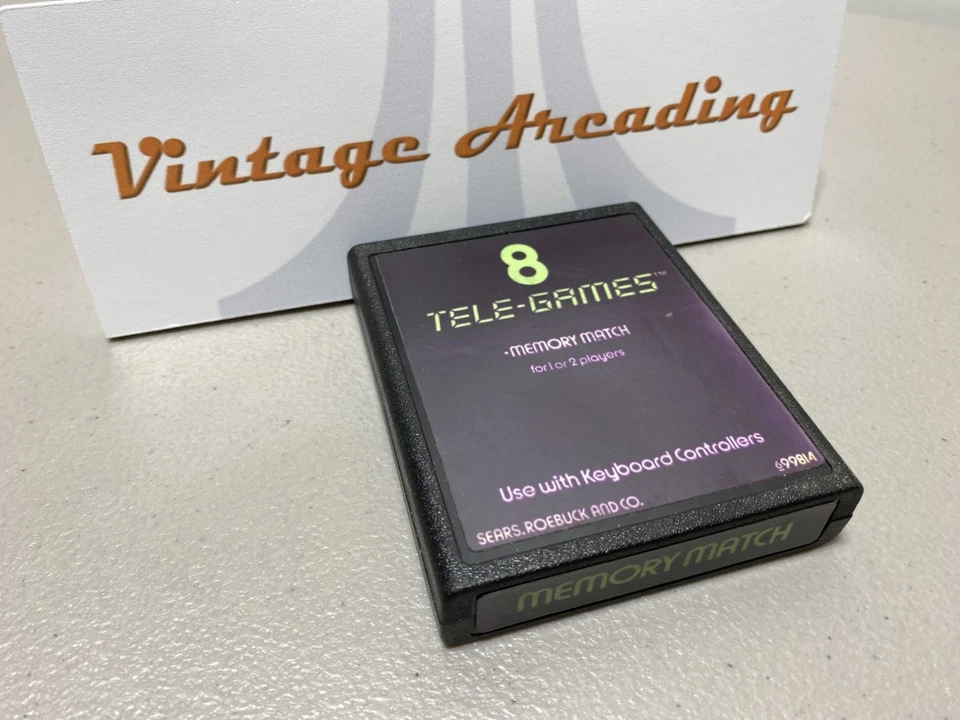 Vintage Arcading
8
TELE-GAMES™
•MEMORY MATCH
for 1 or 2 players
Use with Keyboard Controllers
699814
SEARS, ROEBUCK AND CO.
MEMORY MATCH